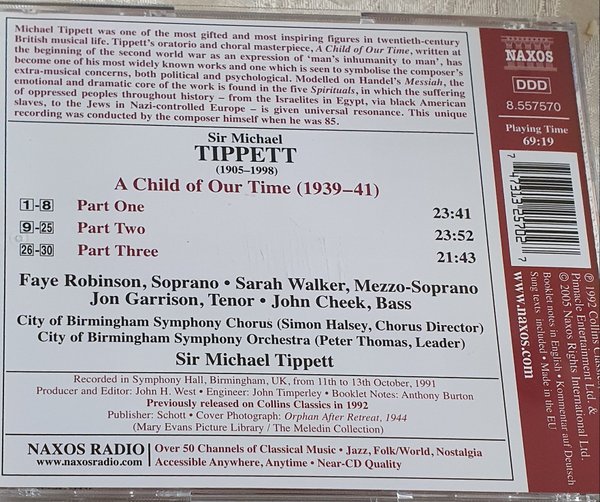 Michael Tippett was one of the most gifted and most inspiring figures in twentieth-century
British musical life. Tippett's oratorio and choral masterpiece, A Child of Our Time, written at
the beginning of the second world war as an expression of 'man's inhumanity to man', has
become one of his most widely known works and one which is seen to symbolise the composer's
extra-musical concerns, both political and psychological. Modelled on Handel's Messiah, the
emotional and dramatic core of the work is found in the five Spirituals, in which the suffering
of oppressed peoples throughout history – from the Israelites in Egypt, via black American
slaves, to the Jews in Nazi-controlled Europe – is given universal resonance. This unique
recording was conducted by the composer himself when he was 85.
Sir Michael
TIPPETT
(1905–1998)
A Child of Our Time (1939–41)
1-8 Part One 23:41
9-25 Part Two 23:52
26-30 Part Three 21:43
Faye Robinson, Soprano • Sarah Walker, Mezzo-Soprano
Jon Garrison, Tenor • John Cheek, Bass
City of Birmingham Symphony Chorus (Simon Halsey, Chorus Director)
City of Birmingham Symphony Orchestra (Peter Thomas, Leader)
Sir Michael Tippett
Recorded in Symphony Hall, Birmingham, UK, from 11th to 13th October, 1991
Producer and Editor: John H. West • Engineer: John Timperley • Booklet Notes: Anthony Burton
Previously released on Collins Classics in 1992
Publisher: Schott • Cover Photograph: Orphan After Retreat, 1944
(Mary Evans Picture Library / The Meledin Collection)
NAXOS RADIO
www.naxosradio.com
Over 50 Channels of Classical Music • Jazz, Folk/World, Nostalgia
Accessible Anywhere, Anytime • Near-CD Quality
NAXOS
DDD
8.557570
Playing Time
69:19
7 47313 25702 7
℗ 1992 Collins Classics
Pinnacle Entertainment Ltd. &
© 2005 Naxos Rights International Ltd.
Booklet notes in English • Kommentar auf Deutsch
Sung texts included • Made in the EU
www.naxos.com